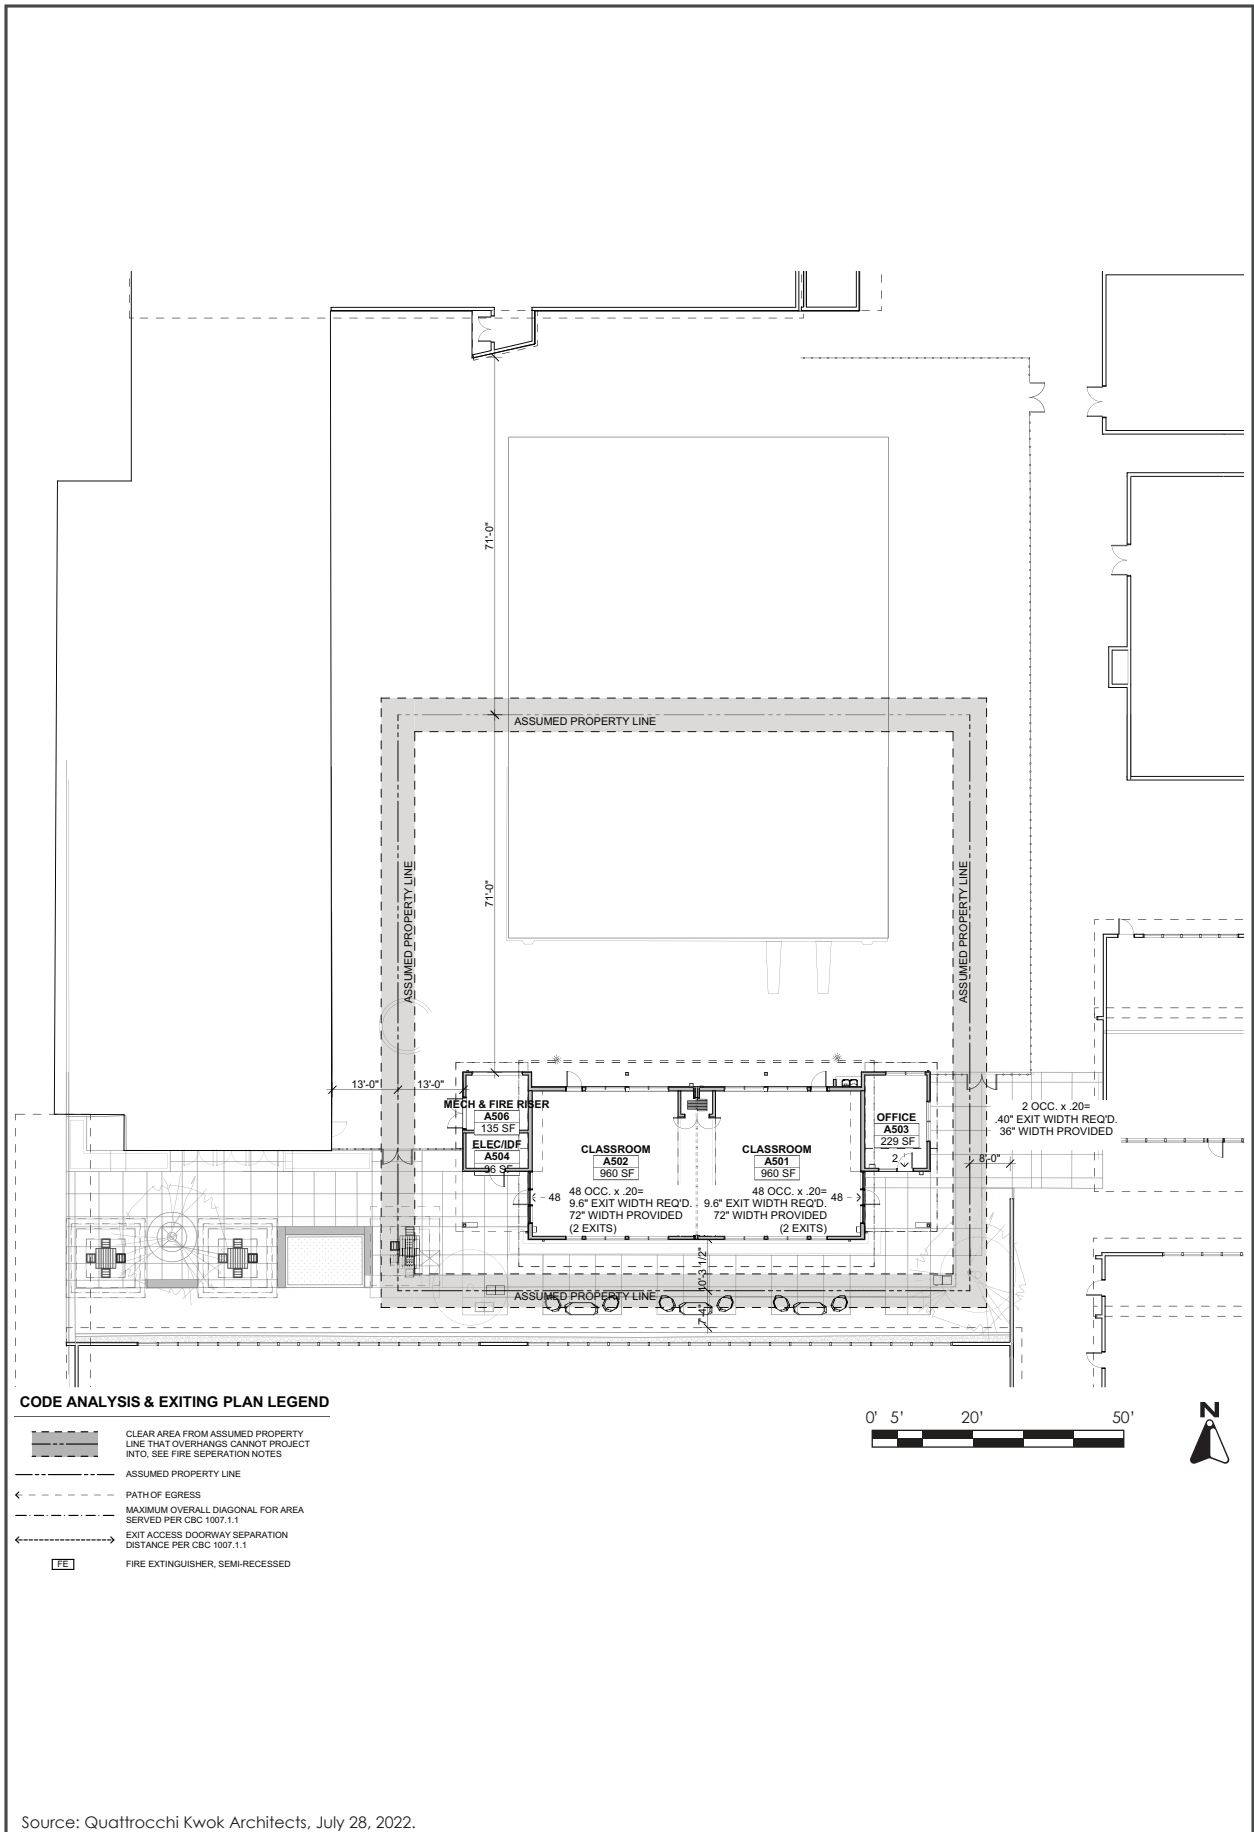 71'-0"
ASSUMED PROPERTY LINE
ASSUMED PROPERTY LINE
71'-0"
ASSUMED PROPERTY LINE
13'-0"
13'-0"
MECH & FIRE RISER
A506
135 SF
ELEC/IDF
A504
96 SF
CLASSROOM
A502
960 SF
48
48 OCC. x .20=
9.6" EXIT WIDTH REQ'D.
72" WIDTH PROVIDED
(2 EXITS)
CLASSROOM
A501
960 SF
48 OCC. x .20=
9.6" EXIT WIDTH REQ'D.
72" WIDTH PROVIDED
(2 EXITS)
48
OFFICE
A503
229 SF
2
2 OCC. x .20=
.40" EXIT WIDTH REQ'D.
36" WIDTH PROVIDED
8'-0"
10'-3 1/2"
ASSUMED PROPERTY LINE
7'-4"
CODE ANALYSIS & EXITING PLAN LEGEND
CLEAR AREA FROM ASSUMED PROPERTY
LINE THAT OVERHANGS CANNOT PROJECT
INTO, SEE FIRE SEPERATION NOTES
ASSUMED PROPERTY LINE
PATH OF EGRESS
MAXIMUM OVERALL DIAGONAL FOR AREA
SERVED PER CBC 1007.1.1
EXIT ACCESS DOORWAY SEPARATION
DISTANCE PER CBC 1007.1.1
FE
FIRE EXTINGUISHER, SEMI-RECESSED
0' 5' 20' 50'
N
Source: Quattrocchi Kwok Architects, July 28, 2022.